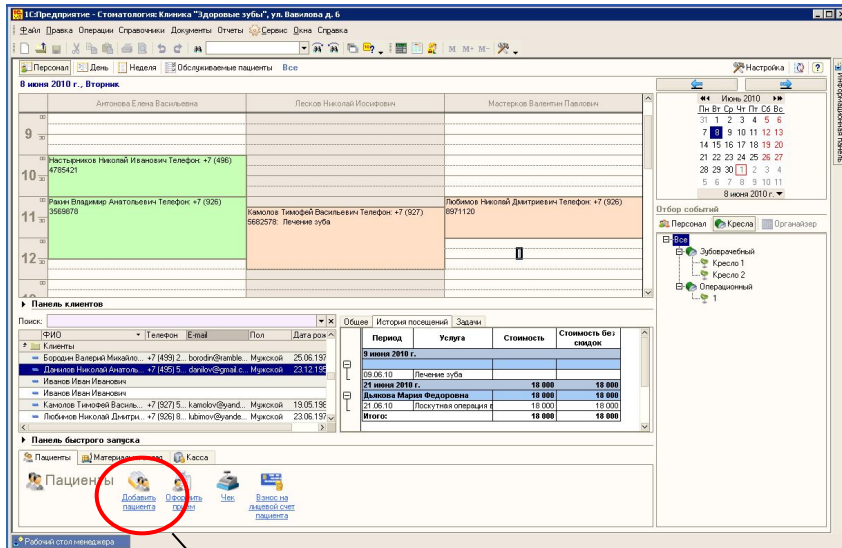 1С:Предприятие - Стоматология: Клиника "Здоровые зубы", ул. Вавилова д. 6
Файл Правка Операции Справочники Документы Отчеты Сервис Окна Справка
M M+ M-
Персонал День Неделя Обслуживаемые пациенты Все Настройка
8 июня 2010 г., Вторник
Антонова Елена Васильевна Лесков Николай Иосифович Мастерков Валентин Павлович
00
9 30
00 Настырников Николай Иванович Телефон: +7 (496)
4785421
10 30
00 Ракин Владимир Анатольевич Телефон: +7 (926)
3569878
Любимов Николай Дмитриевич Телефон: +7 (926)
8971120
11 30
Камолов Тимофей Васильевич Телефон: +7 (927)
5682578: Лечение зуба
00
12 30
00
Июнь 2010
Пн Вт Ср Чт Пт Сб Вс
31 1 2 3 4 5 6
7 8 9 10 11 12 13
14 15 16 17 18 19 20
21 22 23 24 25 26 27
28 29 30 1 2 3 4
5 6 7 8 9 10 11
8 июня 2010 г.
Информационная панель
Отбор событий
Персонал Кресла Органайзер
Все
Зубоврачебный
Кресло 1
Кресло 2
Операционный
1
Панель клиентов
Поиск:
ФИО Телефон E-mail Пол Дата рож
Клиенты
Бородин Валерий Михайло... +7 (499) 2... borodin@ramble... Мужской 25.06.197
Данилов Николай Анатоль... +7 (495) 5... danilov@gmail.c... Мужской 23.12.195
Иванов Иван Иванович
Иванов Иван Иванович
Камолов Тимофей Василь... +7 (927) 5... kamolov@yand... Мужской 19.05.198
Любимов Николай Дмитри... +7 (926) 8... lubimov@yande... Мужской 23.06.197
Общее История посещений Задачи
Период Услуга Стоимость Стоимость без скидок
9 июня 2010 г.
09.06.10 Лечение зуба
21 июня 2010 г. 18 000 18 000
Дьякова Мария Федоровна 18 000 18 000
21.06.10 Лоскутная операция в 18 000 18 000
Итого: 18 000 18 000
Панель быстрого запуска
Пациенты Касса
Пациенты
Добавить пациента
Оформить прием
Чек
Взнос на лицевой счет пациента
Рабочий стол менеджера